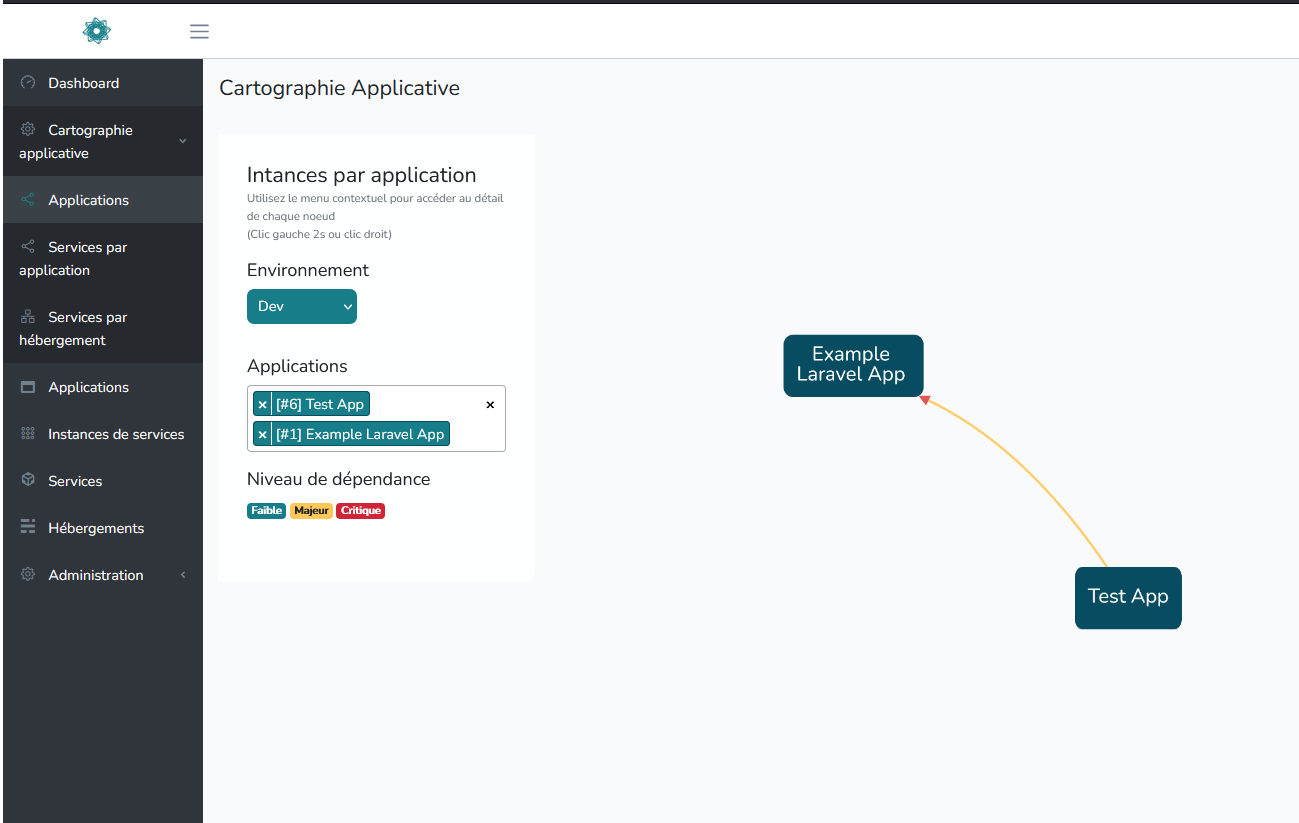 Dashboard
Cartographie
applicative
Applications
Services par
application
Services par
hébergement
Applications
Instances de services
Services
Hébergements
Administration
Cartographie Applicative
Intances par application
Utilisez le menu contextuel pour accéder au détail
de chaque noeud
(Clic gauche 2s ou clic droit)
Environnement
Dev
Applications
× [#6] Test App ×
× [#1] Example Laravel App
Niveau de dépendance
Faible Majeur Critique
Example
Laravel App
Test App